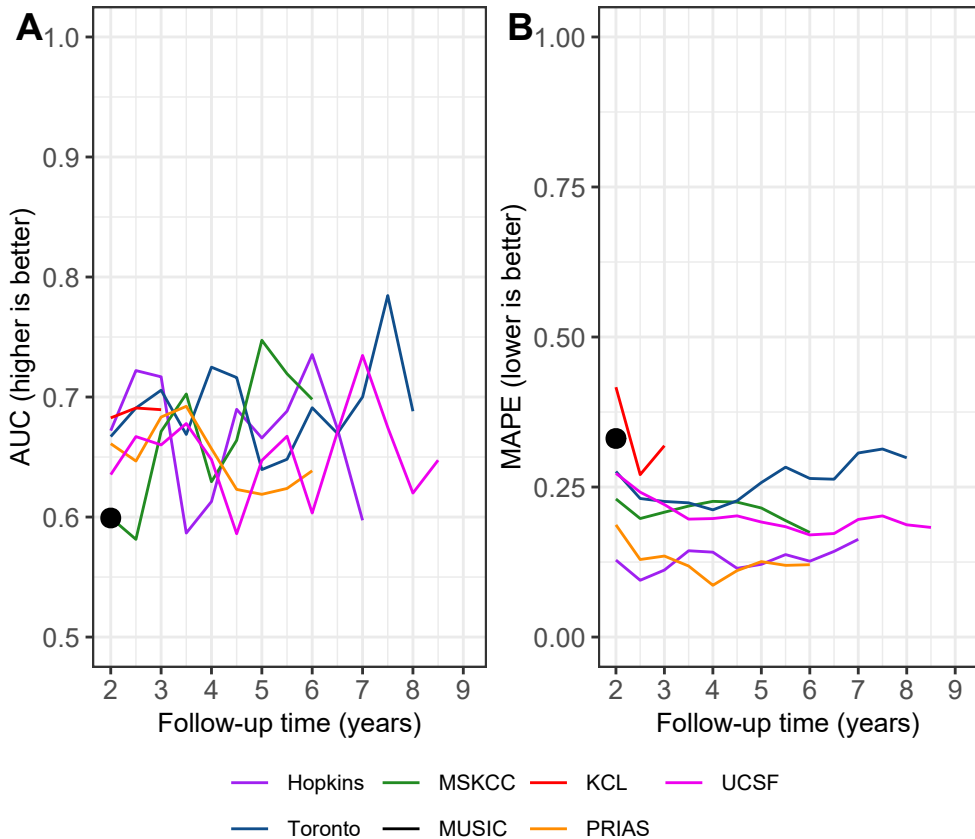 A
B
AUC (higher is better)
1.0
0.9
0.8
0.7
0.6
0.5
2 3 4 5 6 7 8 9
Follow-up time (years)
MAPE (lower is better)
1.00
0.75
0.50
0.25
0.00
2 3 4 5 6 7 8 9
Follow-up time (years)
Hopkins MSKCC KCL UCSF
Toronto MUSIC PRIAS